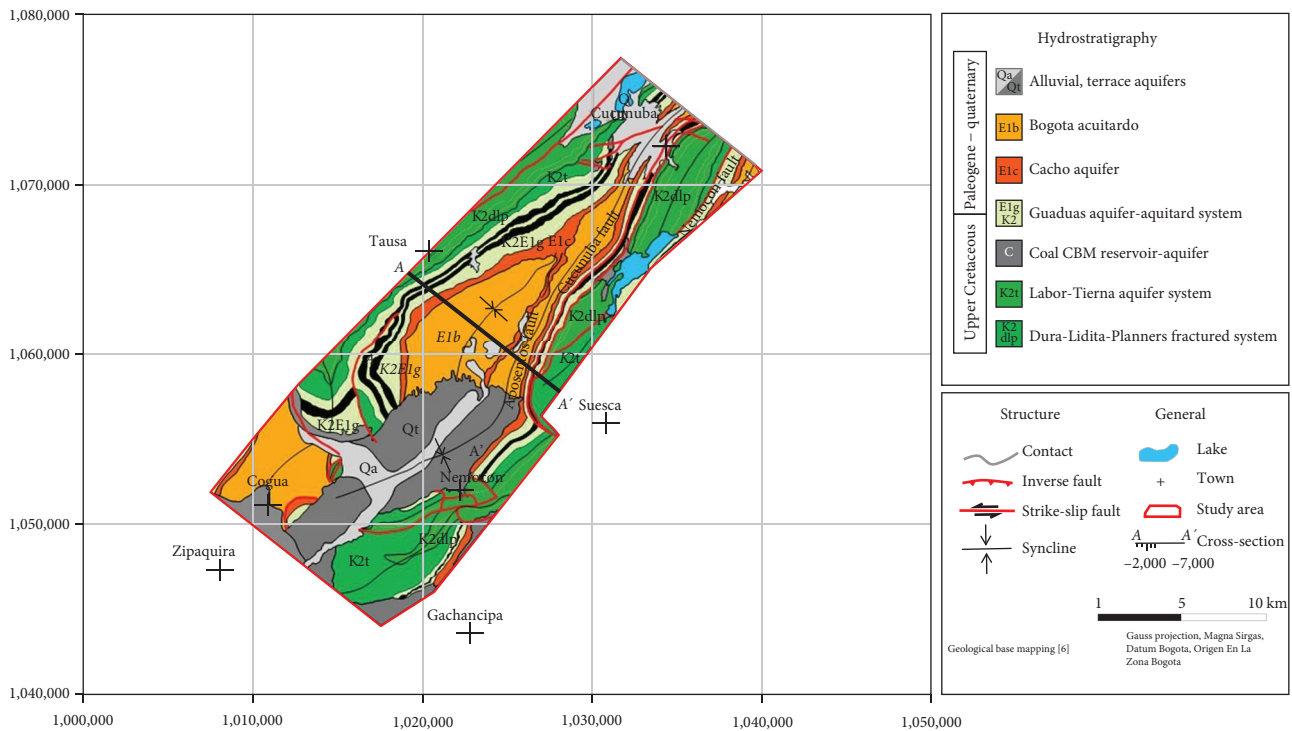 1,080,000
1,070,000
1,060,000
1,050,000
1,040,000
1,000,000
1,010,000
1,020,000
1,030,000
1,040,000
1,050,000
Q
Cucunuba
K2t
K2dlp
K2dlp
Nemocon fault
Tausa
K2E1g
E1c
Cucunuba fault
A
K2dlp
E1b
K2t
Aposentos fault
K2E1g
A´
Suesca
K2E1g
Qt
A'
Qa
Nemocon
Cogua
K2dlp
Zipaquira
K2t
Gachancipa
Hydrostratigraphy
Paleogene – quaternary
Upper Cretaceous
Qa
Qt
Alluvial, terrace aquifers
E1b
Bogota acuitardo
E1c
Cacho aquifer
E1g
K2
Guaduas aquifer-aquitard system
C
Coal CBM reservoir-aquifer
K2t
Labor-Tierna aquifer system
K2
dlp
Dura-Lidita-Planners fractured system
Structure
Contact
Inverse fault
Strike-slip fault
Syncline
General
Lake
Town
Study area
A A´ Cross-section
−2,000 −7,000
1 5 10 km
Geological base mapping [6]
Gauss projection, Magna Sirgas,
Datum Bogota, Origen En La
Zona Bogota